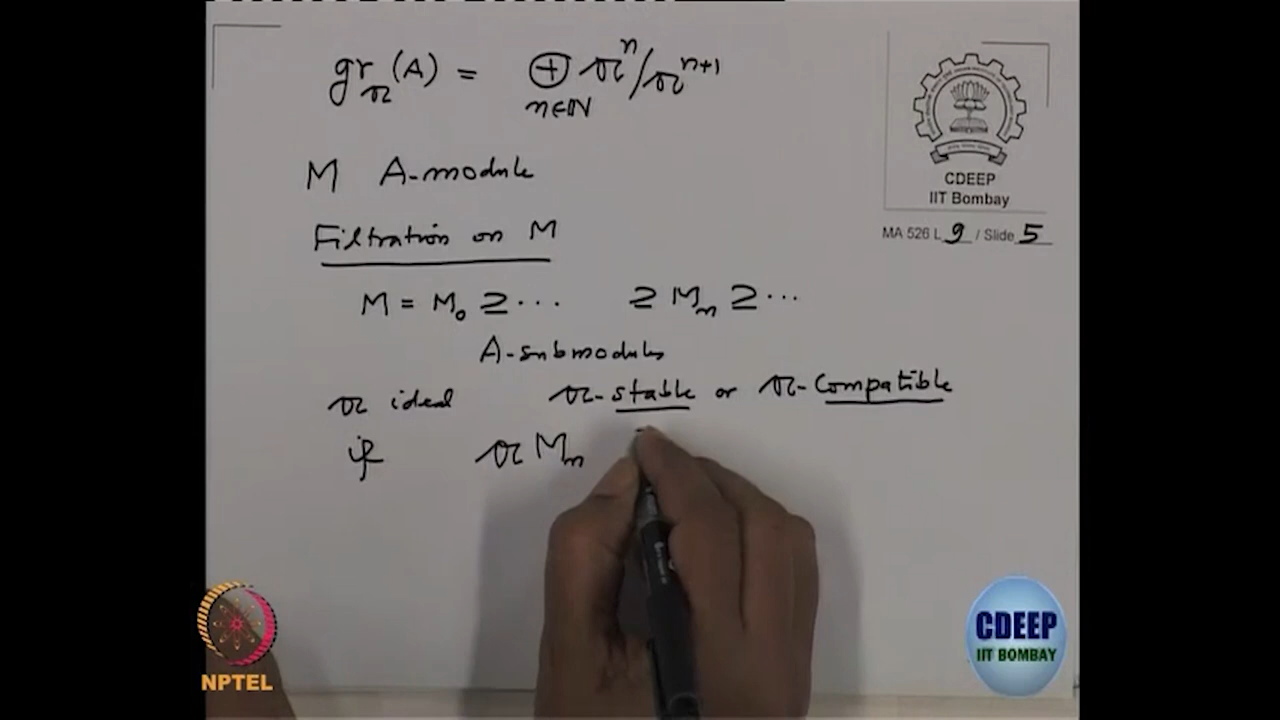 gr_𝔞(A) = ⊕_{n∈ℕ} 𝔞^n/𝔞^{n+1}
M A-module
Filtration on M
M = M_0 ⊇ ··· ⊇ M_n ⊇ ···
A-submodules
𝔞 ideal 𝔞-stable or 𝔞-compatible
if 𝔞 M_n
CDEEP
IIT Bombay
MA 526 L 9 / Slide 5
NPTEL
CDEEP
IIT BOMBAY